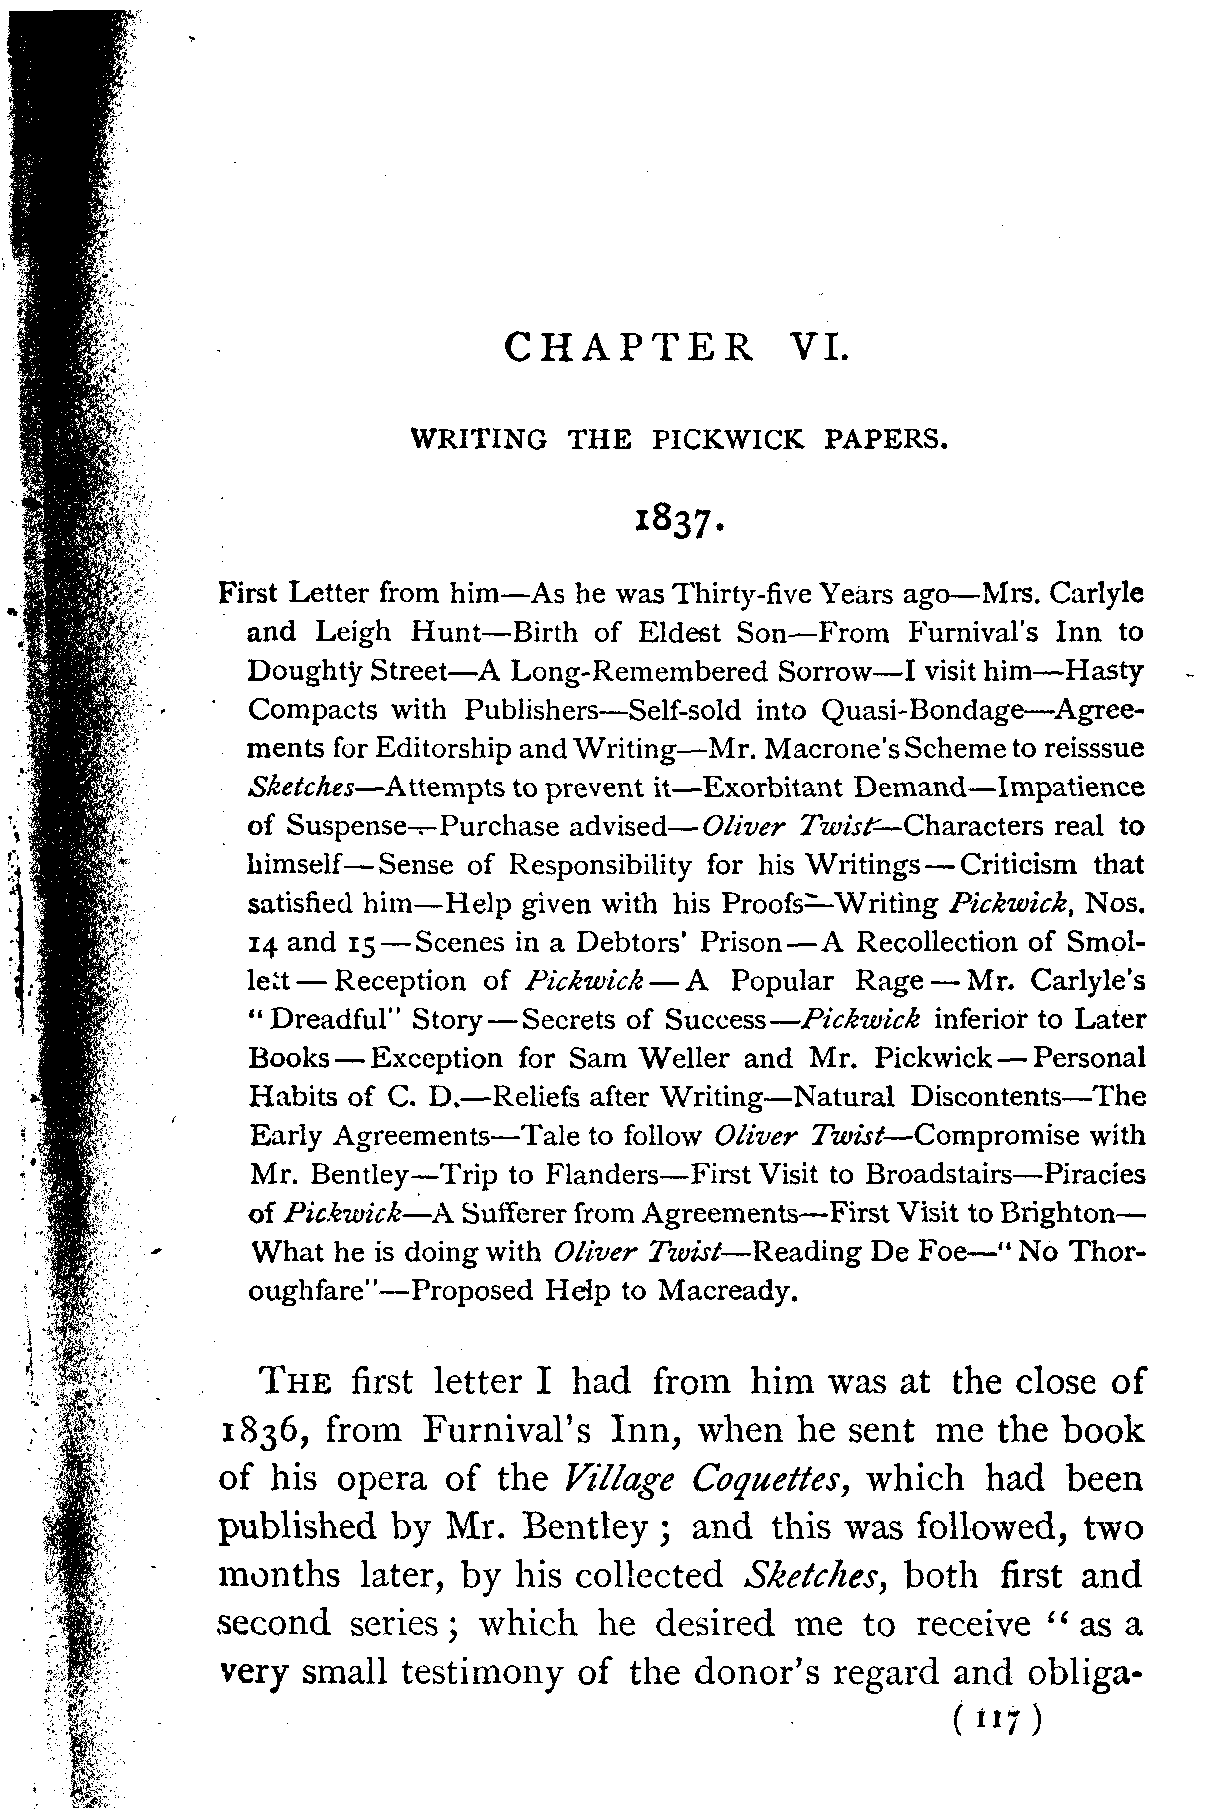 CHAPTER VI.
WRITING THE PICKWICK PAPERS.
1837.
First Letter from him—As he was Thirty-five Years ago—Mrs. Carlyle
and Leigh Hunt—Birth of Eldest Son—From Furnival's Inn to
Doughty Street—A Long-Remembered Sorrow—I visit him—Hasty
Compacts with Publishers—Self-sold into Quasi-Bondage—Agree-
ments for Editorship and Writing—Mr. Macrone's Scheme to reisssue
Sketches—Attempts to prevent it—Exorbitant Demand—Impatience
of Suspense—Purchase advised—Oliver Twist—Characters real to
himself—Sense of Responsibility for his Writings—Criticism that
satisfied him—Help given with his Proofs—Writing Pickwick, Nos.
14 and 15—Scenes in a Debtors' Prison—A Recollection of Smol-
lett—Reception of Pickwick—A Popular Rage—Mr. Carlyle's
"Dreadful" Story—Secrets of Success—Pickwick inferior to Later
Books—Exception for Sam Weller and Mr. Pickwick—Personal
Habits of C. D.—Reliefs after Writing—Natural Discontents—The
Early Agreements—Tale to follow Oliver Twist—Compromise with
Mr. Bentley—Trip to Flanders—First Visit to Broadstairs—Piracies
of Pickwick—A Sufferer from Agreements—First Visit to Brighton—
What he is doing with Oliver Twist—Reading De Foe—"No Thor-
oughfare"—Proposed Help to Macready.
THE first letter I had from him was at the close of
1836, from Furnival's Inn, when he sent me the book
of his opera of the Village Coquettes, which had been
published by Mr. Bentley; and this was followed, two
months later, by his collected Sketches, both first and
second series; which he desired me to receive "as a
very small testimony of the donor's regard and obliga-
(117)